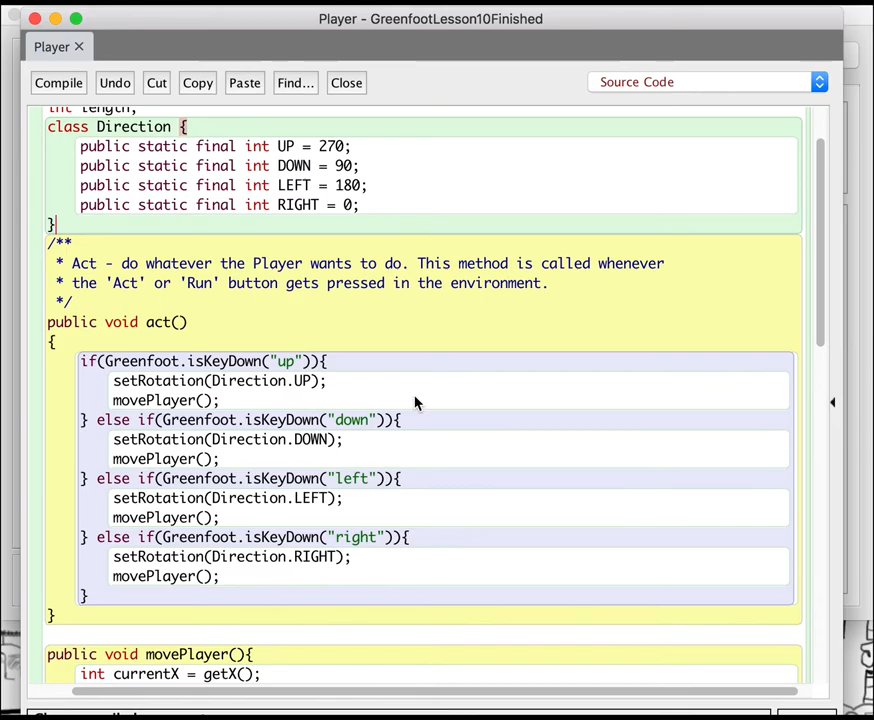 Player - GreenfootLesson10Finished
Player ×
Compile Undo Cut Copy Paste Find... Close Source Code
int length;
class Direction {
public static final int UP = 270;
public static final int DOWN = 90;
public static final int LEFT = 180;
public static final int RIGHT = 0;
}
/**
* Act - do whatever the Player wants to do. This method is called whenever
* the 'Act' or 'Run' button gets pressed in the environment.
*/
public void act()
{
if(Greenfoot.isKeyDown("up")){
setRotation(Direction.UP);
movePlayer();
} else if(Greenfoot.isKeyDown("down")){
setRotation(Direction.DOWN);
movePlayer();
} else if(Greenfoot.isKeyDown("left")){
setRotation(Direction.LEFT);
movePlayer();
} else if(Greenfoot.isKeyDown("right")){
setRotation(Direction.RIGHT);
movePlayer();
}
}
public void movePlayer(){
int currentX = getX();